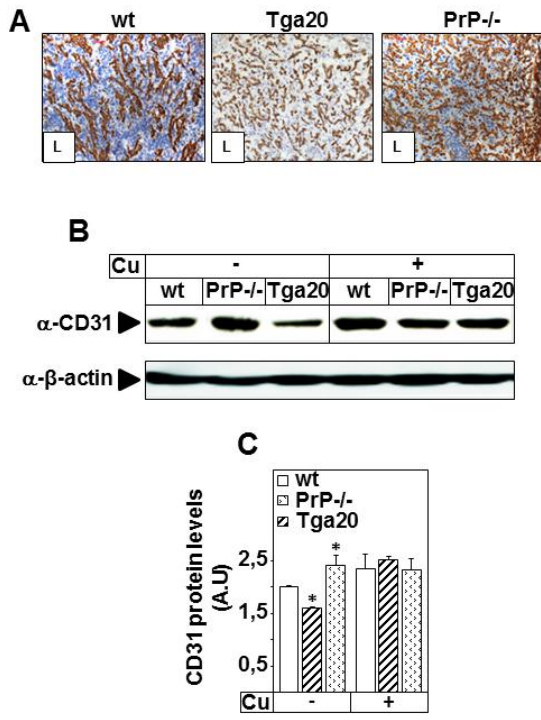 A
wt Tga20 PrP-/-
L L L
B
Cu - +
wt PrP-/- Tga20 wt PrP-/- Tga20
α-CD31
α-β-actin
C
wt
PrP-/-
Tga20
CD31 protein levels
(A.U)
2,5
1,5
0,5
* *
Cu - +